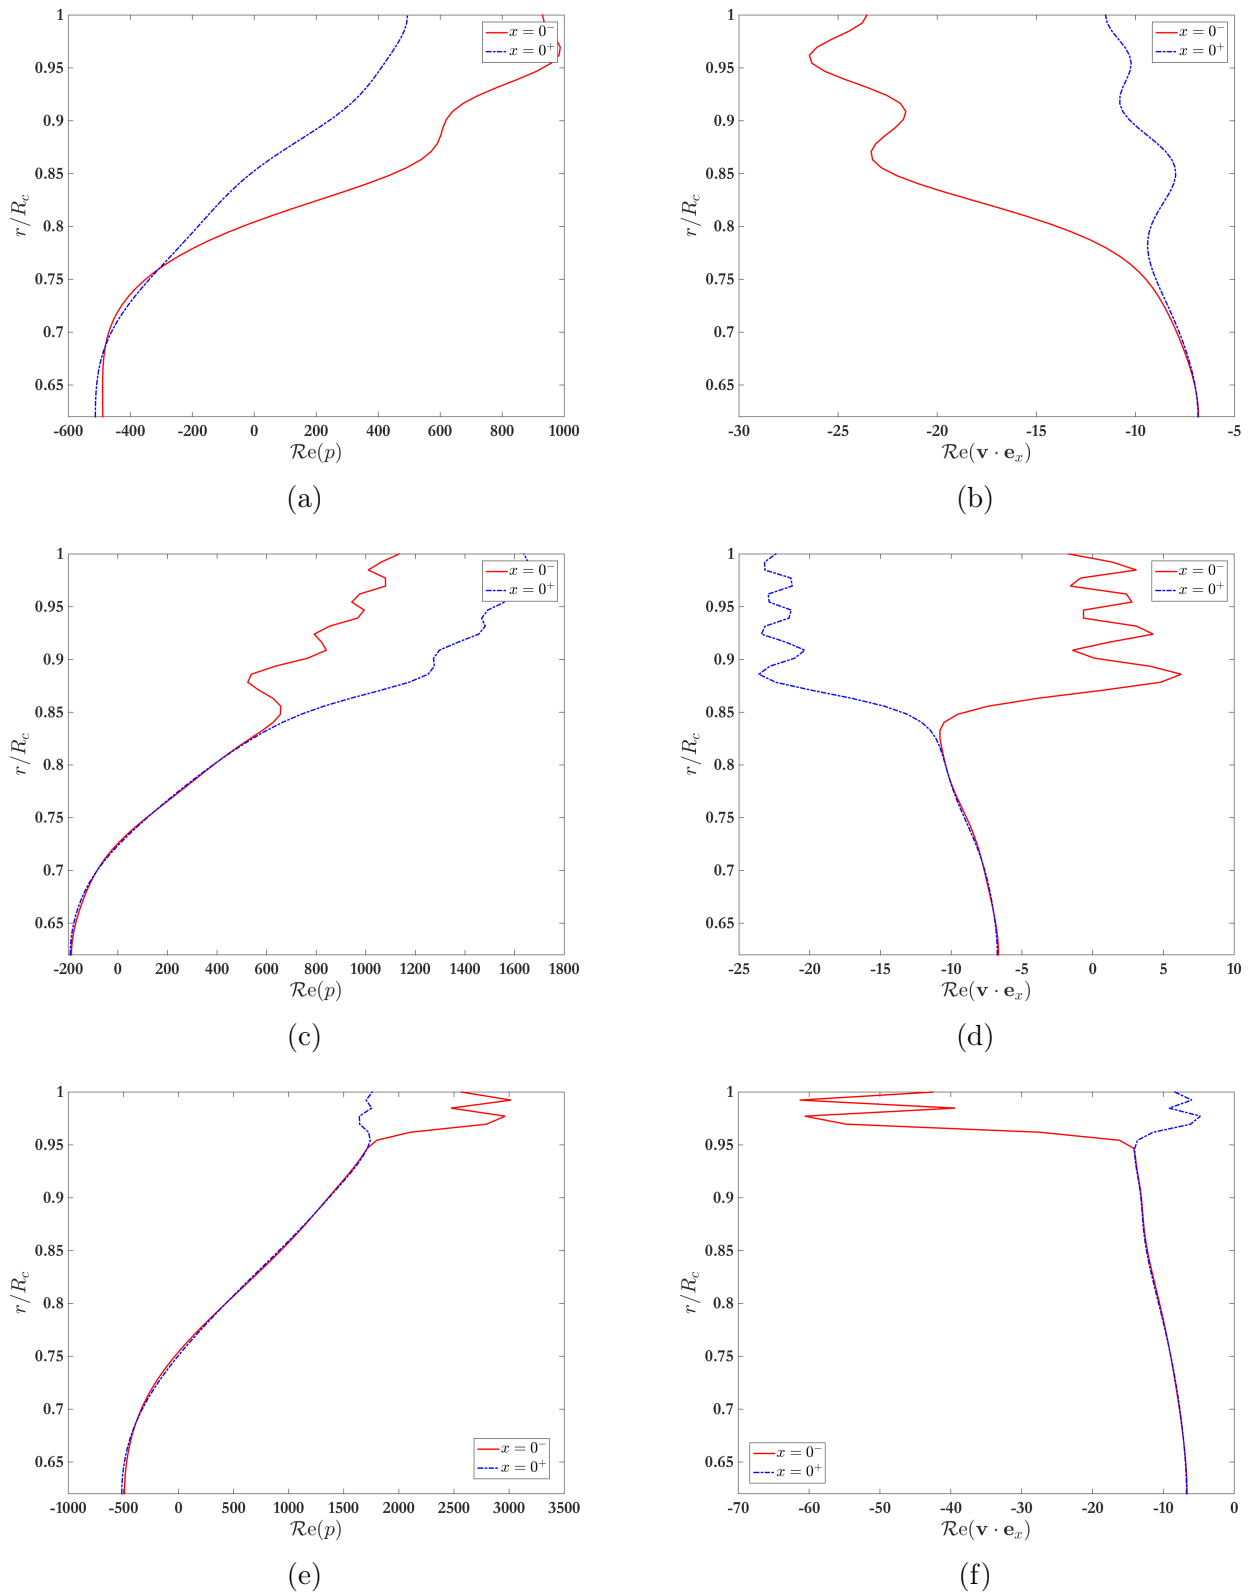 1
0.95
0.9
0.85
0.8
0.75
0.7
0.65
r/R_c
-600 -400 -200 0 200 400 600 800 1000
ℛe(p)
x = 0⁻
x = 0⁺
(a)
1
0.95
0.9
0.85
0.8
0.75
0.7
0.65
r/R_c
-30 -25 -20 -15 -10 -5
ℛe(v · e_x)
x = 0⁻
x = 0⁺
(b)
1
0.95
0.9
0.85
0.8
0.75
0.7
0.65
r/R_c
-200 0 200 400 600 800 1000 1200 1400 1600 1800
ℛe(p)
x = 0⁻
x = 0⁺
(c)
1
0.95
0.9
0.85
0.8
0.75
0.7
0.65
r/R_c
-25 -20 -15 -10 -5 0 5 10
ℛe(v · e_x)
x = 0⁻
x = 0⁺
(d)
1
0.95
0.9
0.85
0.8
0.75
0.7
0.65
r/R_c
-1000 -500 0 500 1000 1500 2000 2500 3000 3500
ℛe(p)
x = 0⁻
x = 0⁺
(e)
1
0.95
0.9
0.85
0.8
0.75
0.7
0.65
r/R_c
-70 -60 -50 -40 -30 -20 -10 0
ℛe(v · e_x)
x = 0⁻
x = 0⁺
(f)